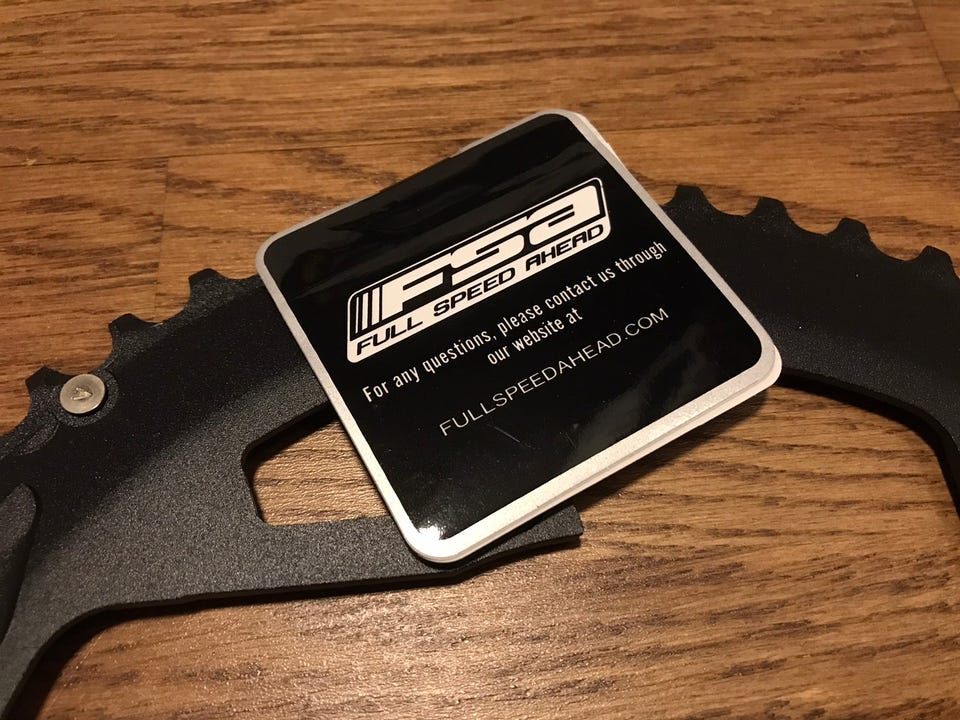 FSa
FULL SPEED AHEAD
For any questions, please contact us through
our website at
FULLSPEEDAHEAD.COM